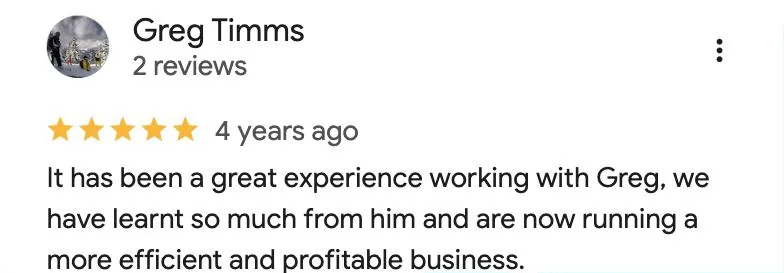 Greg Timms
2 reviews
4 years ago
It has been a great experience working with Greg, we
have learnt so much from him and are now running a
more efficient and profitable business.